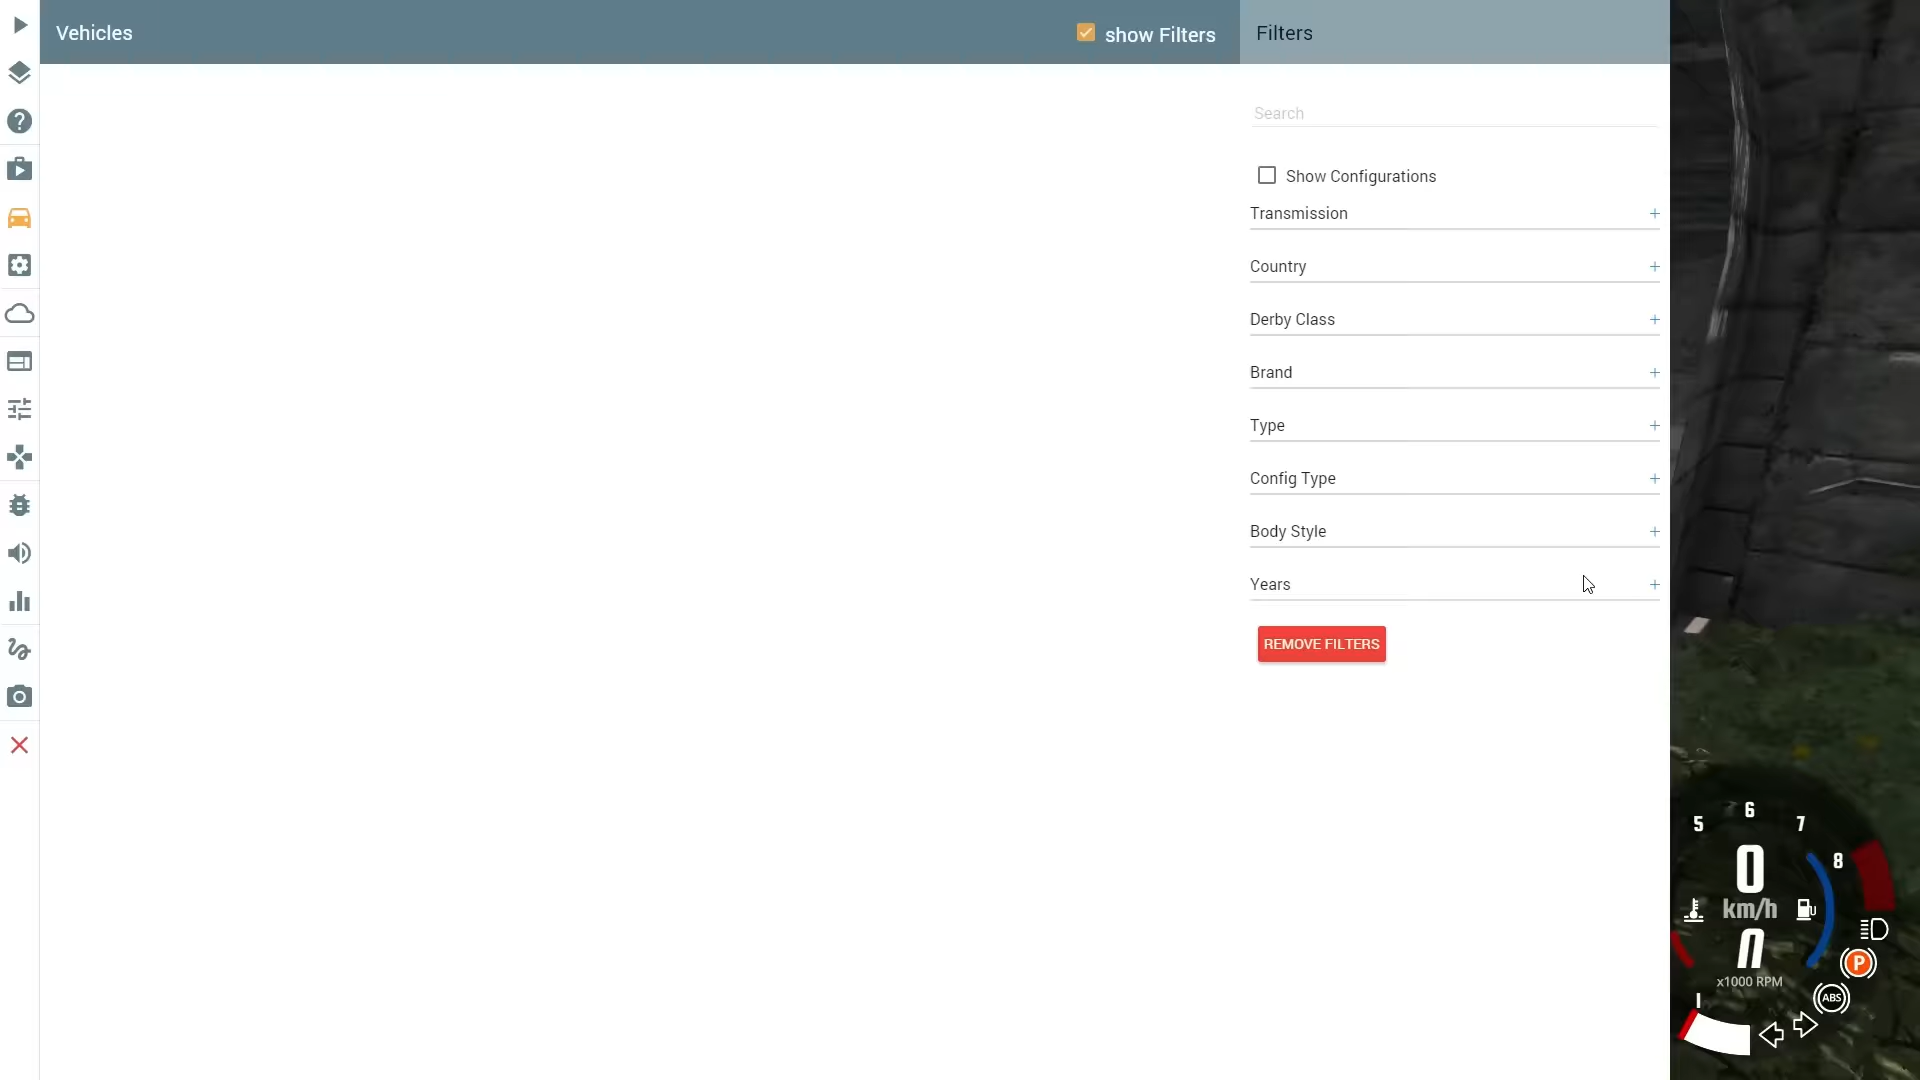 Vehicles
show Filters
Filters
Search
Show Configurations
Transmission
Country
Derby Class
Brand
Type
Config Type
Body Style
Years
REMOVE FILTERS
5
6
7
8
0
km/h
n
x1000 RPM
P
ABS